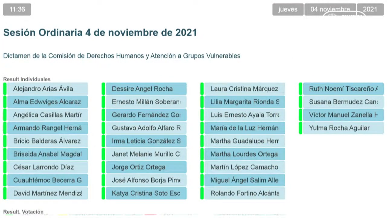 11:36
jueves 04 noviembre 2021
Sesión Ordinaria 4 de noviembre de 2021
Dictamen de la Comisión de Derechos Humanos y Atención a Grupos Vulnerables
Result Individuales
Alejandro Arias Ávila
Alma Edwviges Alcaraz
Angélica Casillas Martír
Armando Rangel Herná
Bricio Balderas Álvarez
Briseida Anabel Magdal
César Larrondo Díaz
Cuauhtémoc Becerra G
David Martínez Mendizá
Dessire Angel Rocha
Ernesto Millán Soberan
Gerardo Fernández Go
Gustavo Adolfo Alfaro R
Irma Leticia González S
Janet Melanie Murillo C
Jorge Ortiz Ortega
José Alfonso Borja Pime
Katya Cristina Soto Esc
Laura Cristina Márquez
Lilia Margarita Rionda S
Luis Ernesto Ayala Torre
María de la Luz Hernán
Martha Guadalupe Hern
Martha Lourdes Ortega
Martín López Camacho
Miguel Ángel Salim Alle
Rolando Fortino Alcánta
Ruth Noemí Tiscareño A
Susana Bermúdez Cano
Víctor Manuel Zanella H
Yulma Rocha Aguilar
Result Votacion